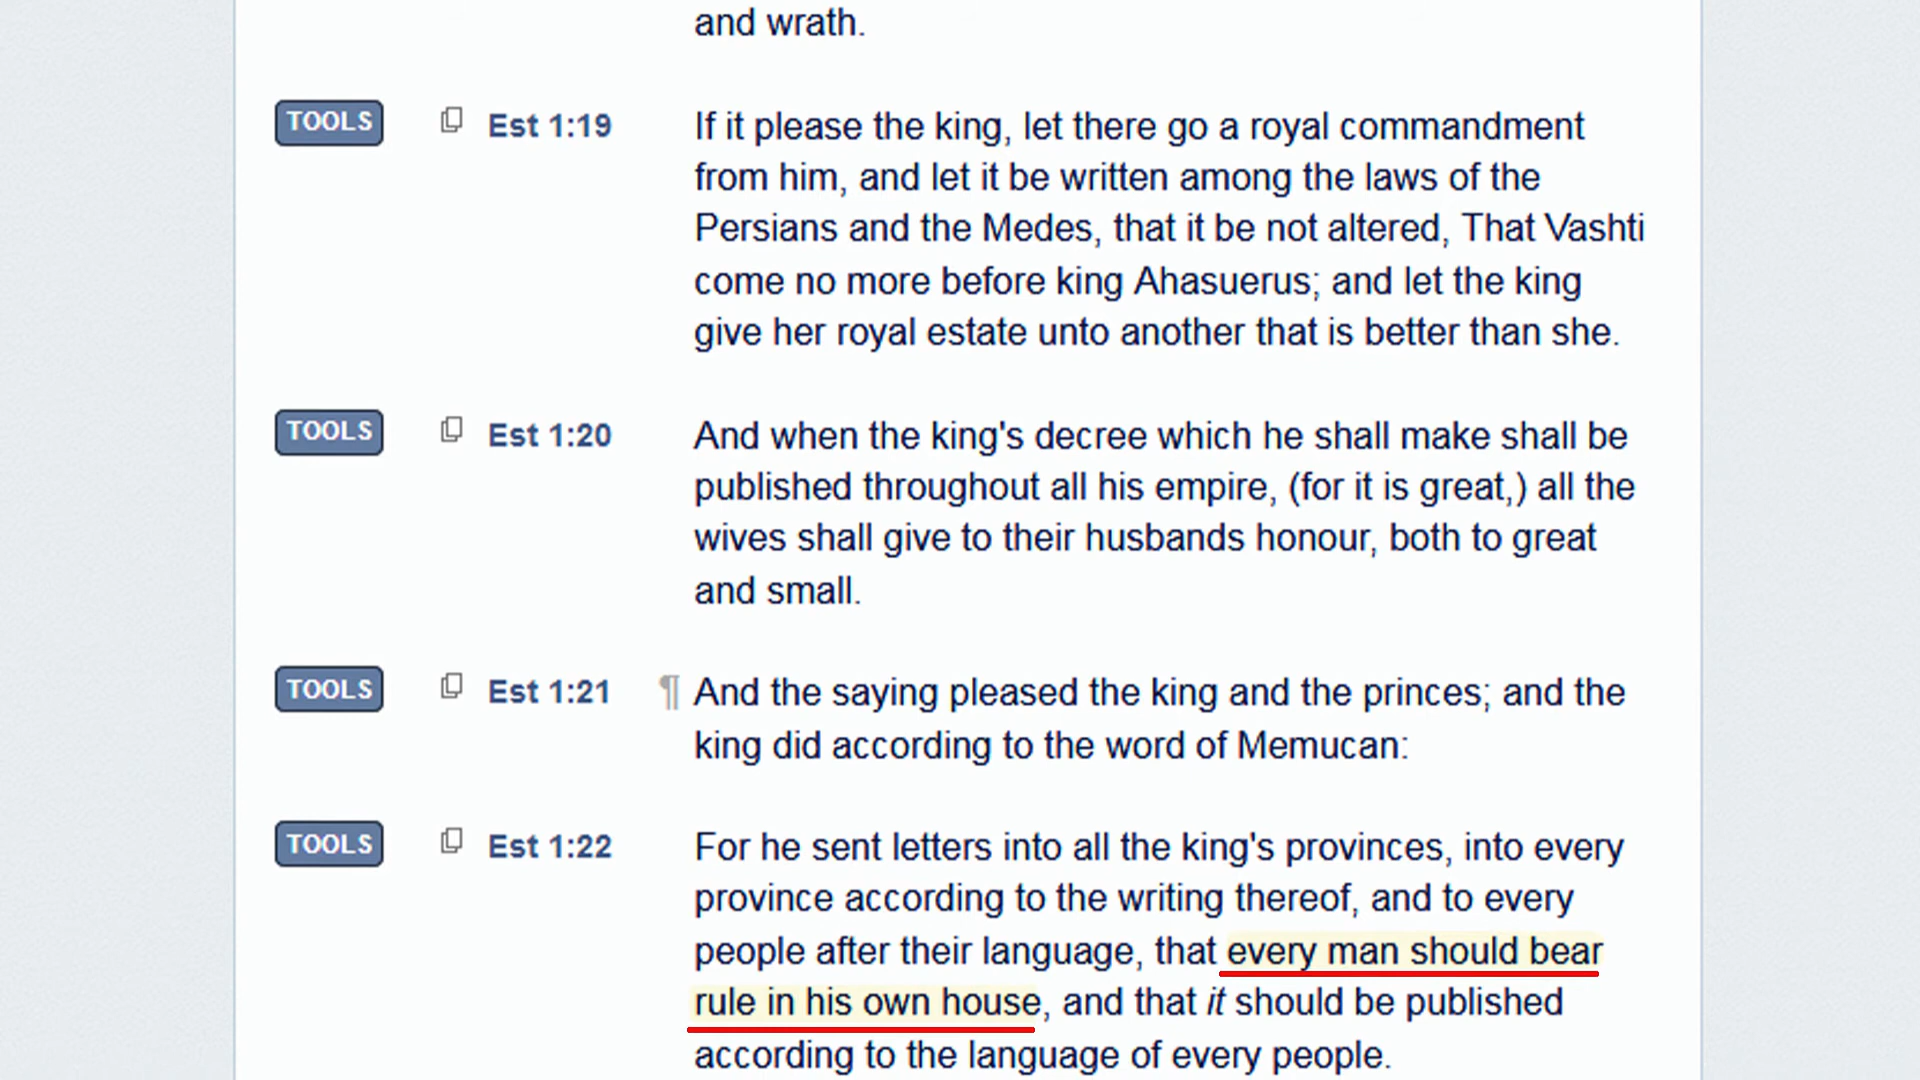 and wrath.
TOOLS Est 1:19 If it please the king, let there go a royal commandment
from him, and let it be written among the laws of the
Persians and the Medes, that it be not altered, That Vashti
come no more before king Ahasuerus; and let the king
give her royal estate unto another that is better than she.
TOOLS Est 1:20 And when the king's decree which he shall make shall be
published throughout all his empire, (for it is great,) all the
wives shall give to their husbands honour, both to great
and small.
TOOLS Est 1:21 ¶ And the saying pleased the king and the princes; and the
king did according to the word of Memucan:
TOOLS Est 1:22 For he sent letters into all the king's provinces, into every
province according to the writing thereof, and to every
people after their language, that every man should bear
rule in his own house, and that it should be published
according to the language of every people.